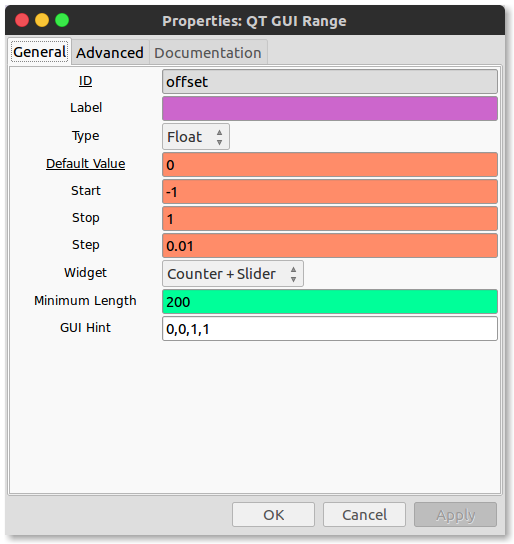 Properties: QT GUI Range
General Advanced Documentation
ID offset
Label
Type Float
Default Value 0
Start -1
Stop 1
Step 0.01
Widget Counter + Slider
Minimum Length 200
GUI Hint 0,0,1,1
OK Cancel Apply